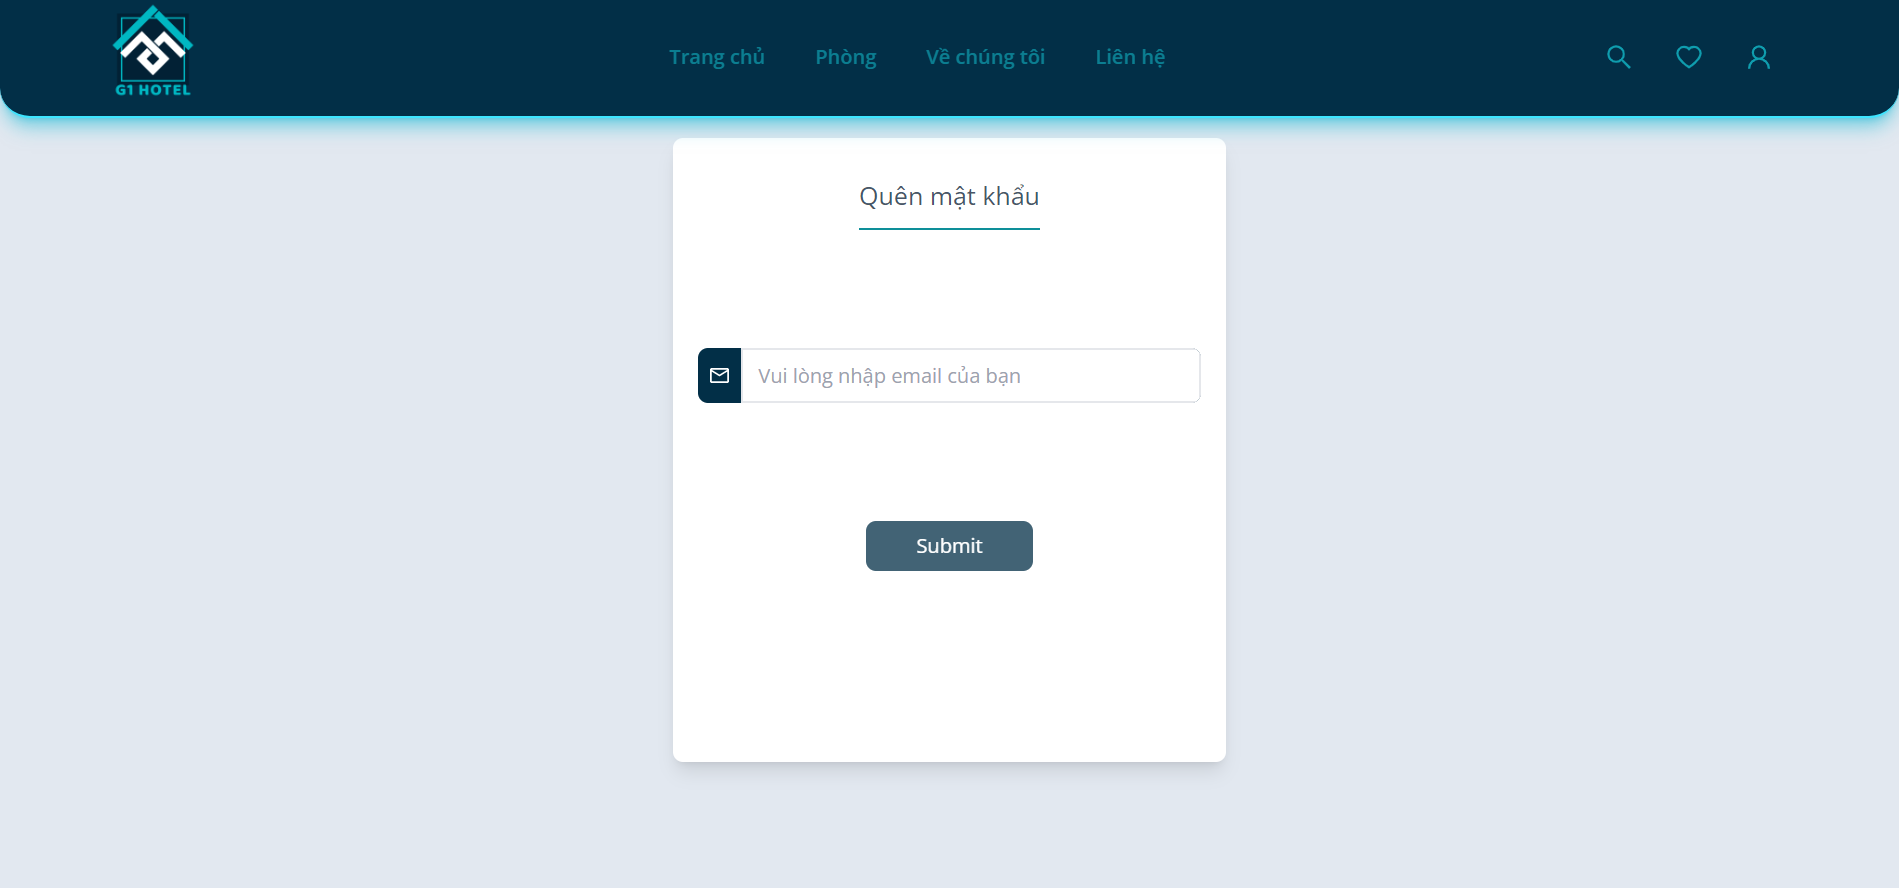 G1 HOTEL
Trang chủ Phòng Về chúng tôi Liên hệ
Quên mật khẩu
Vui lòng nhập email của bạn
Submit